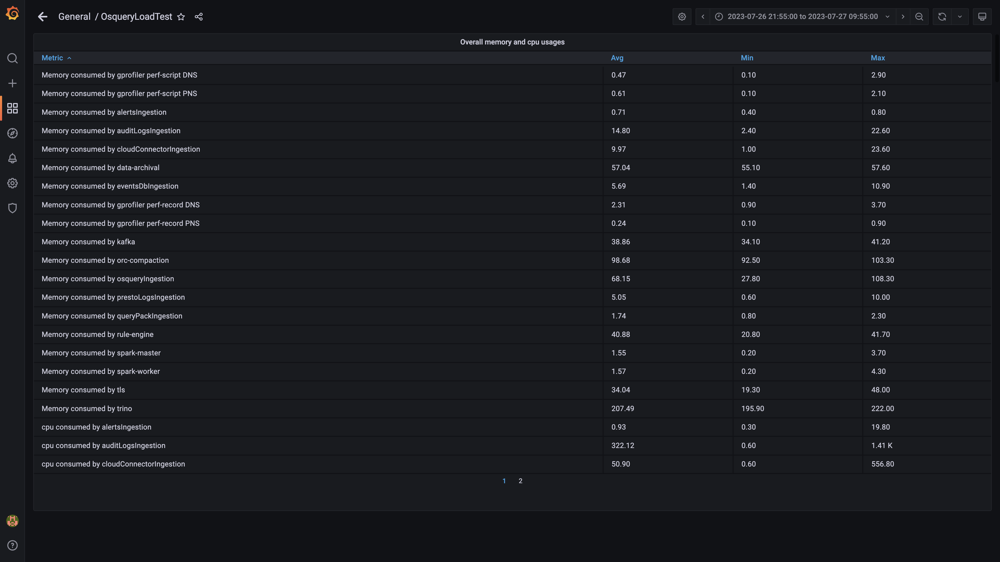 General / OsqueryLoadTest
2023-07-26 21:55:00 to 2023-07-27 09:55:00
Overall memory and cpu usages
Metric Avg Min Max
Memory consumed by gprofiler perf-script DNS 0.47 0.10 2.90
Memory consumed by gprofiler perf-script PNS 0.61 0.10 2.10
Memory consumed by alertsIngestion 0.71 0.40 0.80
Memory consumed by auditLogsIngestion 14.80 2.40 22.60
Memory consumed by cloudConnectorIngestion 9.97 1.00 23.60
Memory consumed by data-archival 57.04 55.10 57.60
Memory consumed by eventsDbIngestion 5.69 1.40 10.90
Memory consumed by gprofiler perf-record DNS 2.31 0.90 3.70
Memory consumed by gprofiler perf-record PNS 0.24 0.10 0.90
Memory consumed by kafka 38.86 34.10 41.20
Memory consumed by orc-compaction 98.68 92.50 103.30
Memory consumed by osqueryIngestion 68.15 27.80 108.30
Memory consumed by prestoLogsIngestion 5.05 0.60 10.00
Memory consumed by queryPackIngestion 1.74 0.80 2.30
Memory consumed by rule-engine 40.88 20.80 41.70
Memory consumed by spark-master 1.55 0.20 3.70
Memory consumed by spark-worker 1.57 0.20 4.30
Memory consumed by tls 34.04 19.30 48.00
Memory consumed by trino 207.49 195.90 222.00
cpu consumed by alertsIngestion 0.93 0.30 19.80
cpu consumed by auditLogsIngestion 322.12 0.60 1.41 K
cpu consumed by cloudConnectorIngestion 50.90 0.60 556.80
1 2